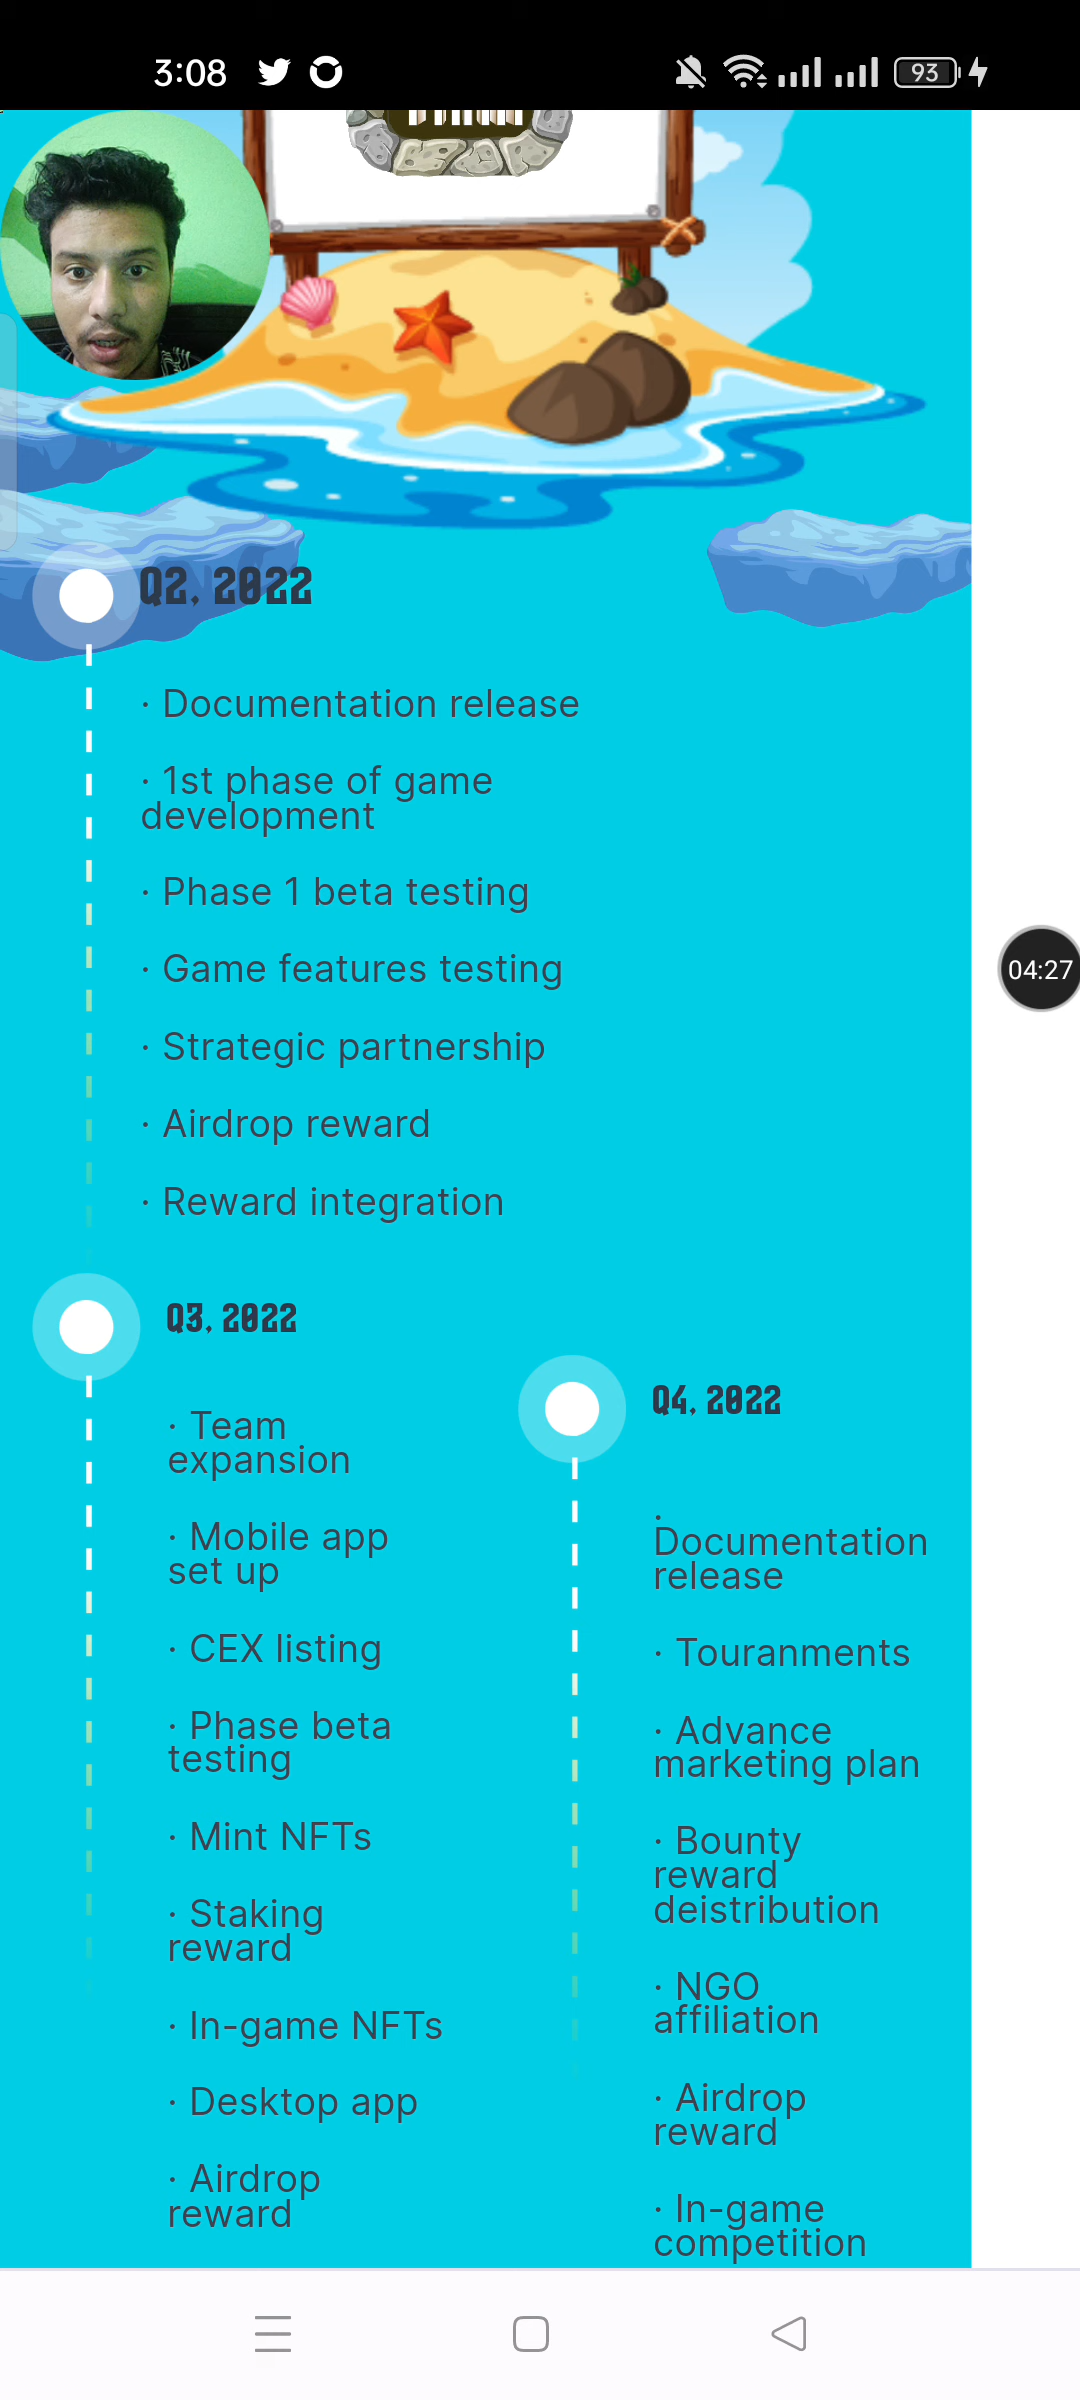 3:08
93
04:27
Q2, 2022
· Documentation release
· 1st phase of game
development
· Phase 1 beta testing
· Game features testing
· Strategic partnership
· Airdrop reward
· Reward integration
Q3, 2022
· Team
expansion
· Mobile app
set up
· CEX listing
· Phase beta
testing
· Mint NFTs
· Staking
reward
· In-game NFTs
· Desktop app
· Airdrop
reward
Q4, 2022
·
Documentation
release
· Touranments
· Advance
marketing plan
· Bounty
reward
deistribution
· NGO
affiliation
· Airdrop
reward
· In-game
competition